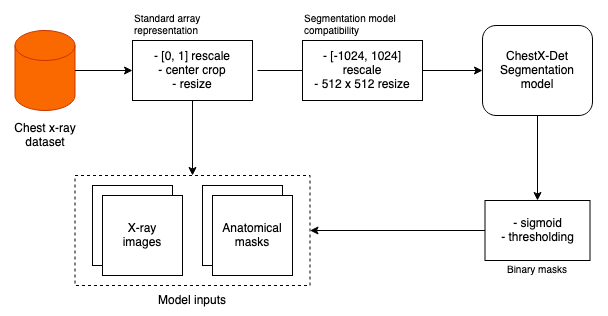 Standard array
representation
- [0, 1] rescale
- center crop
- resize
Segmentation model
compatibility
- [-1024, 1024]
rescale
- 512 x 512 resize
ChestX-Det
Segmentation
model
Chest x-ray
dataset
X-ray
images
Anatomical
masks
Model inputs
- sigmoid
- thresholding
Binary masks